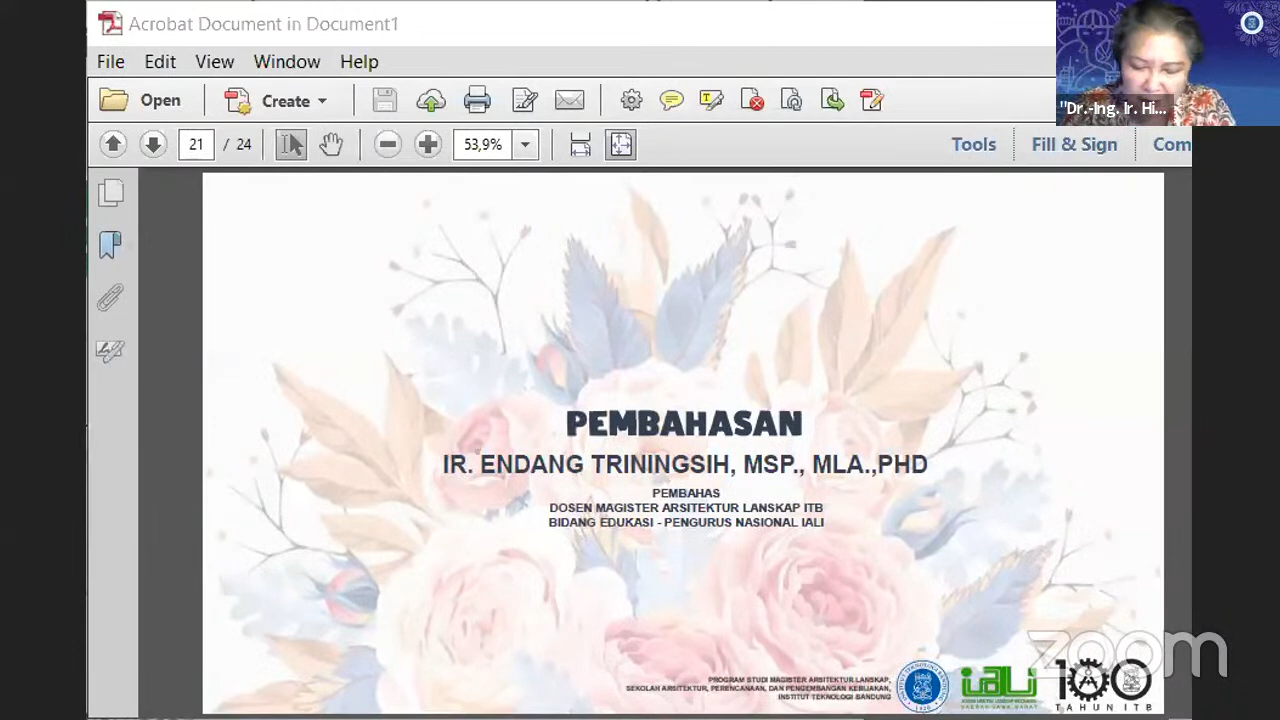 Acrobat Document in Document1
File Edit View Window Help
Open Create
21 / 24 53,9% Tools Fill & Sign Com
"Dr.-Ing. Ir. Hi...
PEMBAHASAN
IR. ENDANG TRININGSIH, MSP., MLA.,PHD
PEMBAHAS
DOSEN MAGISTER ARSITEKTUR LANSKAP ITB
BIDANG EDUKASI - PENGURUS NASIONAL IALI
zoom
PROGRAM STUDI MAGISTER ARSITEKTUR LANSKAP,
SEKOLAH ARSITEKTUR, PERENCANAAN, DAN PENGEMBANGAN KEBIJAKAN,
INSTITUT TEKNOLOGI BANDUNG
1920
iali
100
TAHUN ITB